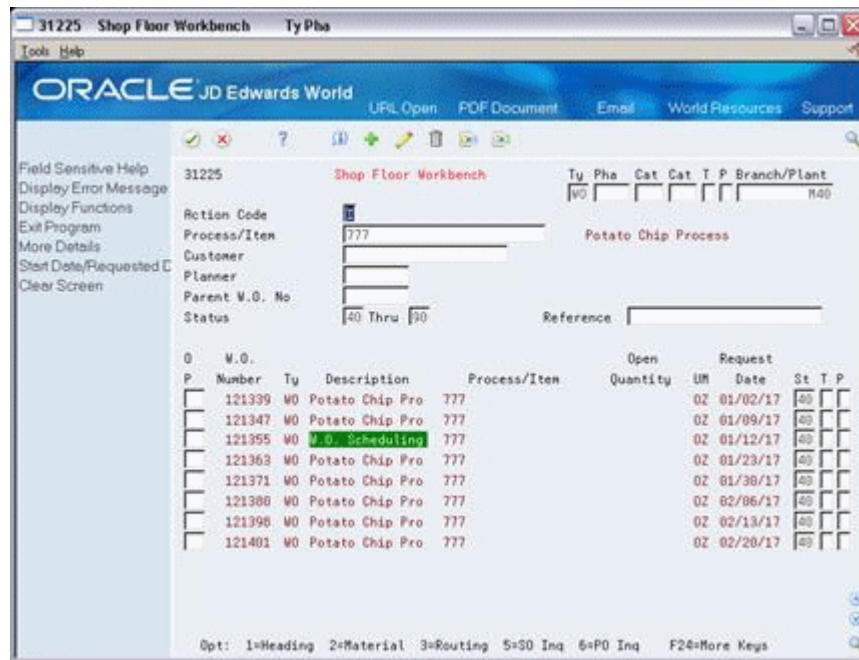 31225 Shop Floor Workbench Ty Pha
Tools Help
ORACLE JD Edwards World
URL Open PDF Document Email World Resources Support
Field Sensitive Help
Display Error Message
Display Functions
Exit Program
More Details
Start Date/Requested D
Clear Screen
31225 Shop Floor Workbench Ty Pha Cat Cat T P Branch/Plant
WO M40
Action Code I
Process/Item 777 Potato Chip Process
Customer
Planner
Parent W.O. No
Status 40 Thru 90 Reference
O W.O. Open Request
P Number Ty Description Process/Item Quantity UM Date St T P
121339 WO Potato Chip Pro 777 OZ 01/02/17 40
121347 WO Potato Chip Pro 777 OZ 01/09/17 40
121355 WO W.O. Scheduling 777 OZ 01/12/17 40
121363 WO Potato Chip Pro 777 OZ 01/23/17 40
121371 WO Potato Chip Pro 777 OZ 01/30/17 40
121380 WO Potato Chip Pro 777 OZ 02/06/17 40
121398 WO Potato Chip Pro 777 OZ 02/13/17 40
121401 WO Potato Chip Pro 777 OZ 02/20/17 40
Opt: 1=Heading 2=Material 3=Routing 5=SO Inq 6=PO Inq F24=More Keys